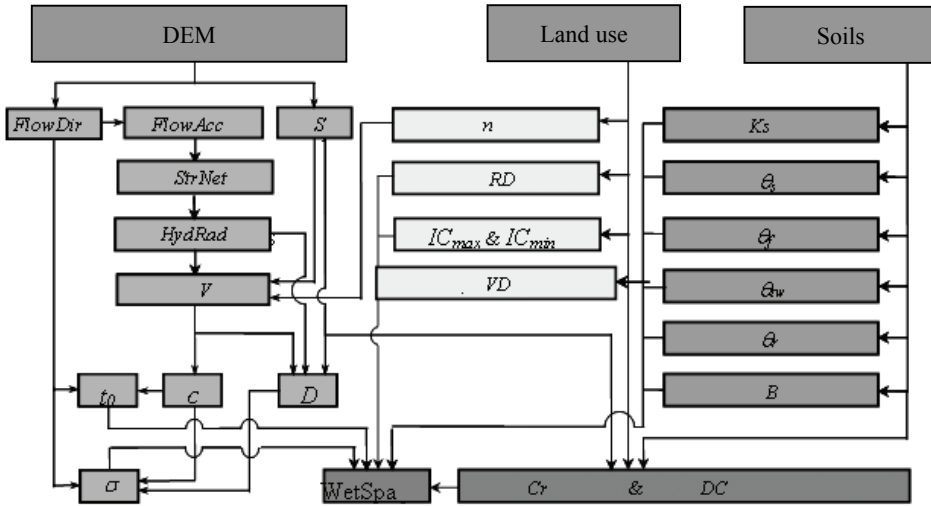 DEM
Land use
Soils
FlowDir
FlowAcc
S
n
Ks
StrNet
RD
θs
HydRad
ICmax & ICmin
θf
V
VD
θw
θr
t0
c
D
B
σ
WetSpa
Cr & DC